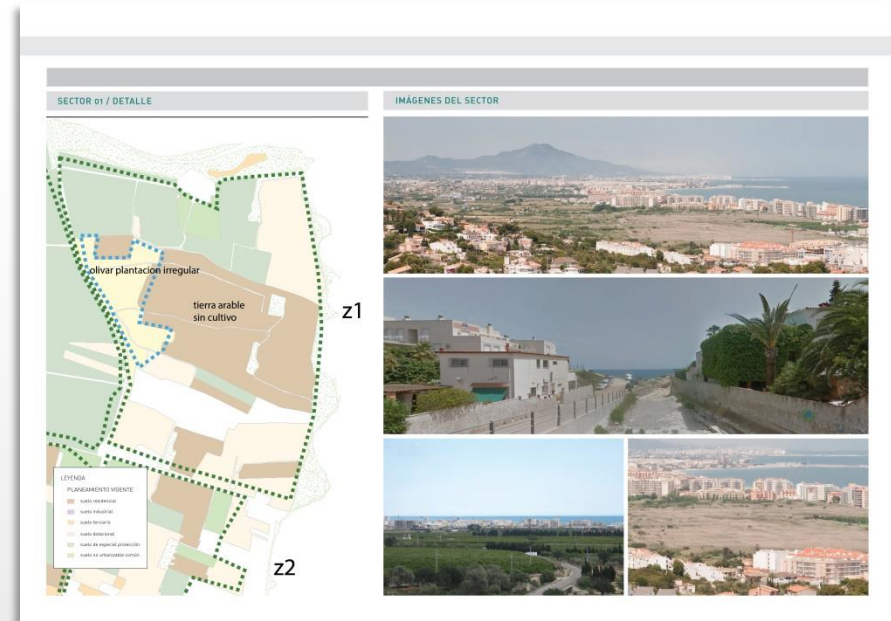 SECTOR 01 / DETALLE
IMÁGENES DEL SECTOR
olivar plantacion irregular
tierra arable
sin cultivo
z1
z2
LEYENDA
PLANEAMIENTO VIGENTE
suelo residencial
suelo industrial
suelo terciario
suelo dotacional
suelo de especial protección
suelo no urbanizable común